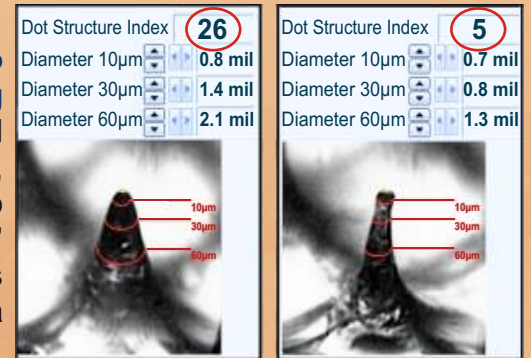 Dot Structure Index 26
Diameter 10µm 0.8 mil
Diameter 30µm 1.4 mil
Diameter 60µm 2.1 mil
10µm
30µm
60µm
Dot Structure Index 5
Diameter 10µm 0.7 mil
Diameter 30µm 0.8 mil
Diameter 60µm 1.3 mil
10µm
30µm
60µm